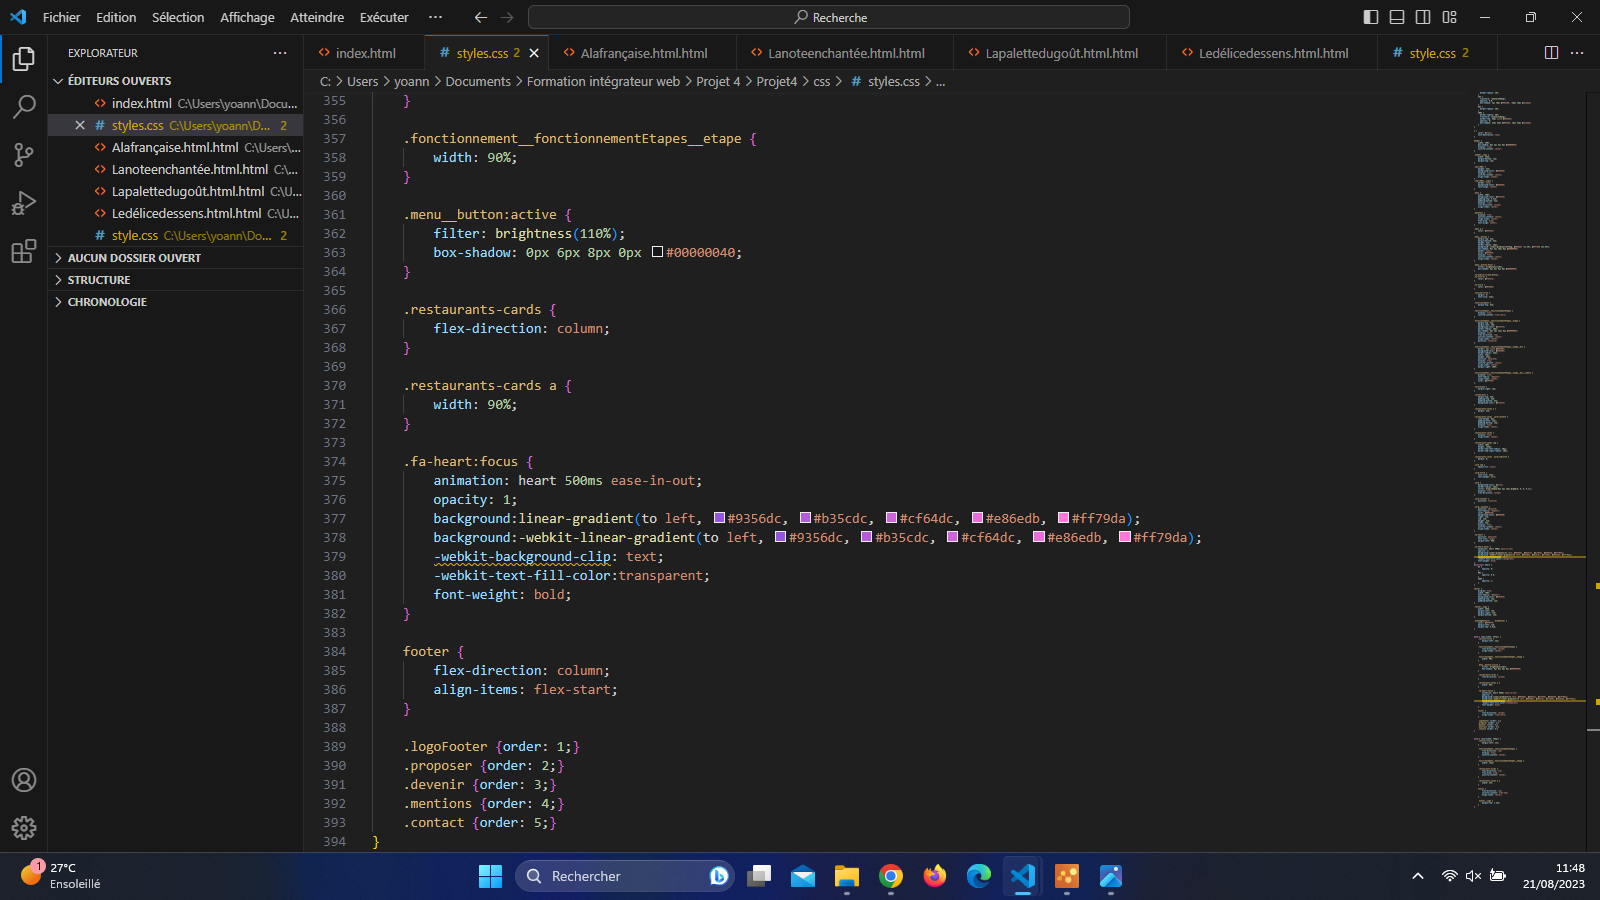 Fichier Edition Sélection Affichage Atteindre Exécuter ··· Recherche
EXPLORATEUR ···
ÉDITEURS OUVERTS
index.html C:\Users\yoann\Docu...
styles.css C:\Users\yoann\D... 2
Alafrançaise.html.html C:\Users\...
Lanoteenchantée.html.html C:\...
Lapalettedugoût.html.html C:\U...
Ledélicedessens.html.html C:\U...
style.css C:\Users\yoann\Do... 2
AUCUN DOSSIER OUVERT
STRUCTURE
CHRONOLOGIE
index.html styles.css 2 Alafrançaise.html.html Lanoteenchantée.html.html Lapalettedugoût.html.html Ledélicedessens.html.html style.css 2 ···
C: > Users > yoann > Documents > Formation intégrateur web > Projet 4 > Projet4 > css > # styles.css > ...
355 }
356
357 .fonctionnement__fonctionnementEtapes__etape {
358 width: 90%;
359 }
360
361 .menu__button:active {
362 filter: brightness(110%);
363 box-shadow: 0px 6px 8px 0px #00000040;
364 }
365
366 .restaurants-cards {
367 flex-direction: column;
368 }
369
370 .restaurants-cards a {
371 width: 90%;
372 }
373
374 .fa-heart:focus {
375 animation: heart 500ms ease-in-out;
376 opacity: 1;
377 background:linear-gradient(to left, #9356dc, #b35cdc, #cf64dc, #e86edb, #ff79da);
378 background:-webkit-linear-gradient(to left, #9356dc, #b35cdc, #cf64dc, #e86edb, #ff79da);
379 -webkit-background-clip: text;
380 -webkit-text-fill-color:transparent;
381 font-weight: bold;
382 }
383
384 footer {
385 flex-direction: column;
386 align-items: flex-start;
387 }
388
389 .logoFooter {order: 1;}
390 .proposer {order: 2;}
391 .devenir {order: 3;}
392 .mentions {order: 4;}
393 .contact {order: 5;}
394 }
1
27°C
Ensoleillé
Rechercher
11:48
21/08/2023